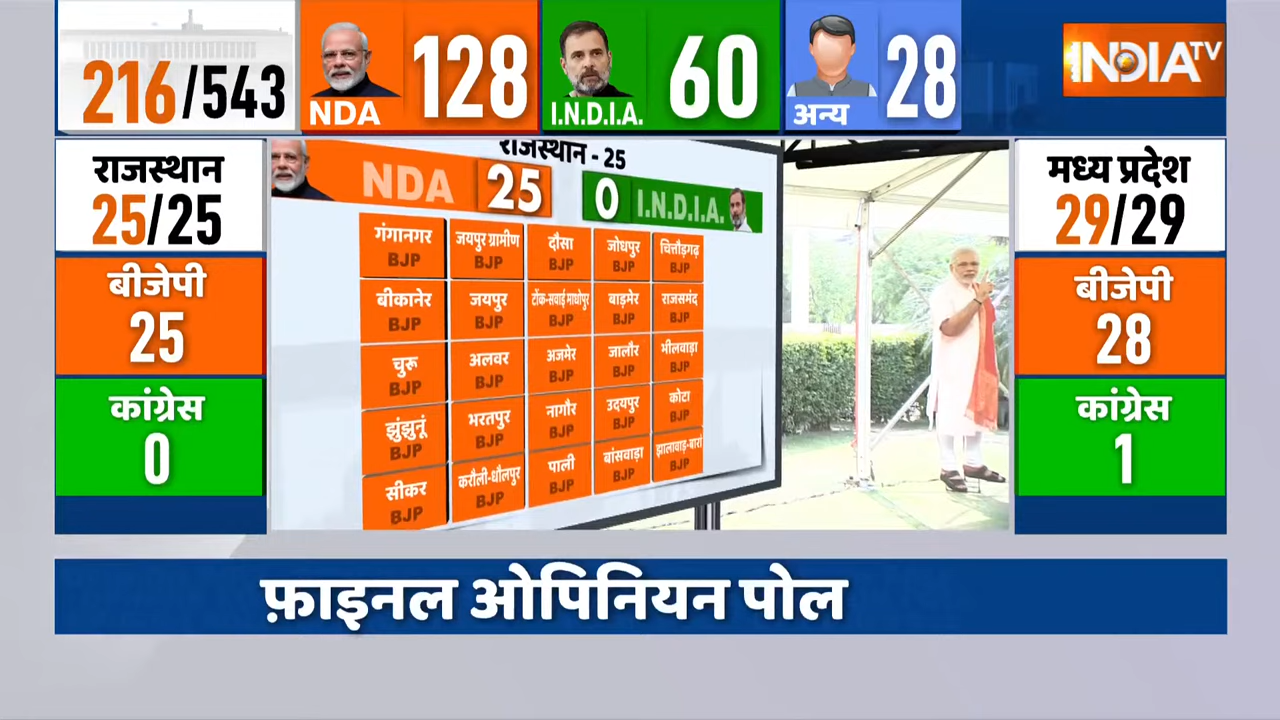 216/543
NDA 128
I.N.D.I.A. 60
अन्य 28
INDIA TV
राजस्थान
25/25
बीजेपी
25
कांग्रेस
0
राजस्थान - 25
NDA 25 0 I.N.D.I.A.
गंगानगर जयपुर ग्रामीण दौसा जोधपुर चित्तौड़गढ़
BJP BJP BJP BJP BJP
बीकानेर जयपुर टोंक-सवाई माधोपुर बाड़मेर राजसमंद
BJP BJP BJP BJP BJP
चुरू अलवर अजमेर जालौर भीलवाड़ा
BJP BJP BJP BJP BJP
झुंझुनूं भरतपुर नागौर उदयपुर कोटा
BJP BJP BJP BJP BJP
सीकर करौली-धौलपुर पाली बांसवाड़ा झालावाड़-बारां
BJP BJP BJP BJP BJP
मध्य प्रदेश
29/29
बीजेपी
28
कांग्रेस
1
फ़ाइनल ओपिनियन पोल